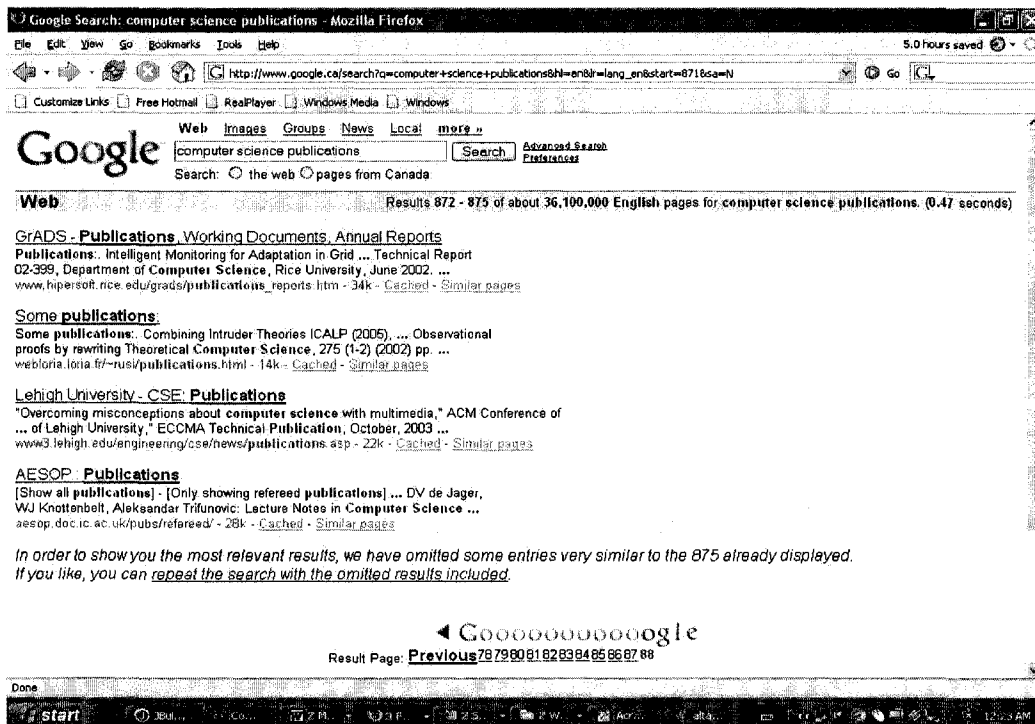 Google Search: computer science publications - Mozilla Firefox
File Edit View Go Bookmarks Tools Help
5.0 hours saved
http://www.google.ca/search?q=computer+science+publications&hl=en&lr=lang_en&start=871&sa=N
Go
Customize Links Free Hotmail RealPlayer Windows Media Windows
Google
Web Images Groups News Local more »
computer science publications Search Advanced Search
Preferences
Search: the web pages from Canada
Web Results 872 - 875 of about 36,100,000 English pages for computer science publications. (0.47 seconds)
GrADS - Publications, Working Documents, Annual Reports
Publications:. Intelligent Monitoring for Adaptation in Grid ... Technical Report
02-399, Department of Computer Science, Rice University, June 2002. ...
www.hipersoft.rice.edu/grads/publications_reports.htm - 34k - Cached - Similar pages
Some publications:
Some publications:. Combining Intruder Theories ICALP (2005), ... Observational
proofs by rewriting Theoretical Computer Science, 275 (1-2) (2002) pp. ...
webloria.loria.fr/~rusi/publications.html - 14k - Cached - Similar pages
Lehigh University - CSE: Publications
"Overcoming misconceptions about computer science with multimedia," ACM Conference of
... of Lehigh University," ECCMA Technical Publication, October, 2003 ...
www3.lehigh.edu/engineering/cse/news/publications.asp - 22k - Cached - Similar pages
AESOP : Publications
[Show all publications] - [Only showing refereed publications] ... DV de Jager,
WJ Knottenbelt, Aleksandar Trifunovic: Lecture Notes in Computer Science ...
aesop.doc.ic.ac.uk/pubs/refereed/ - 28k - Cached - Similar pages
In order to show you the most relevant results, we have omitted some entries very similar to the 875 already displayed.
If you like, you can repeat the search with the omitted results included.
Gooooooooooogle
Result Page: Previous 78 79 80 81 82 83 84 85 86 87 88
Done
start